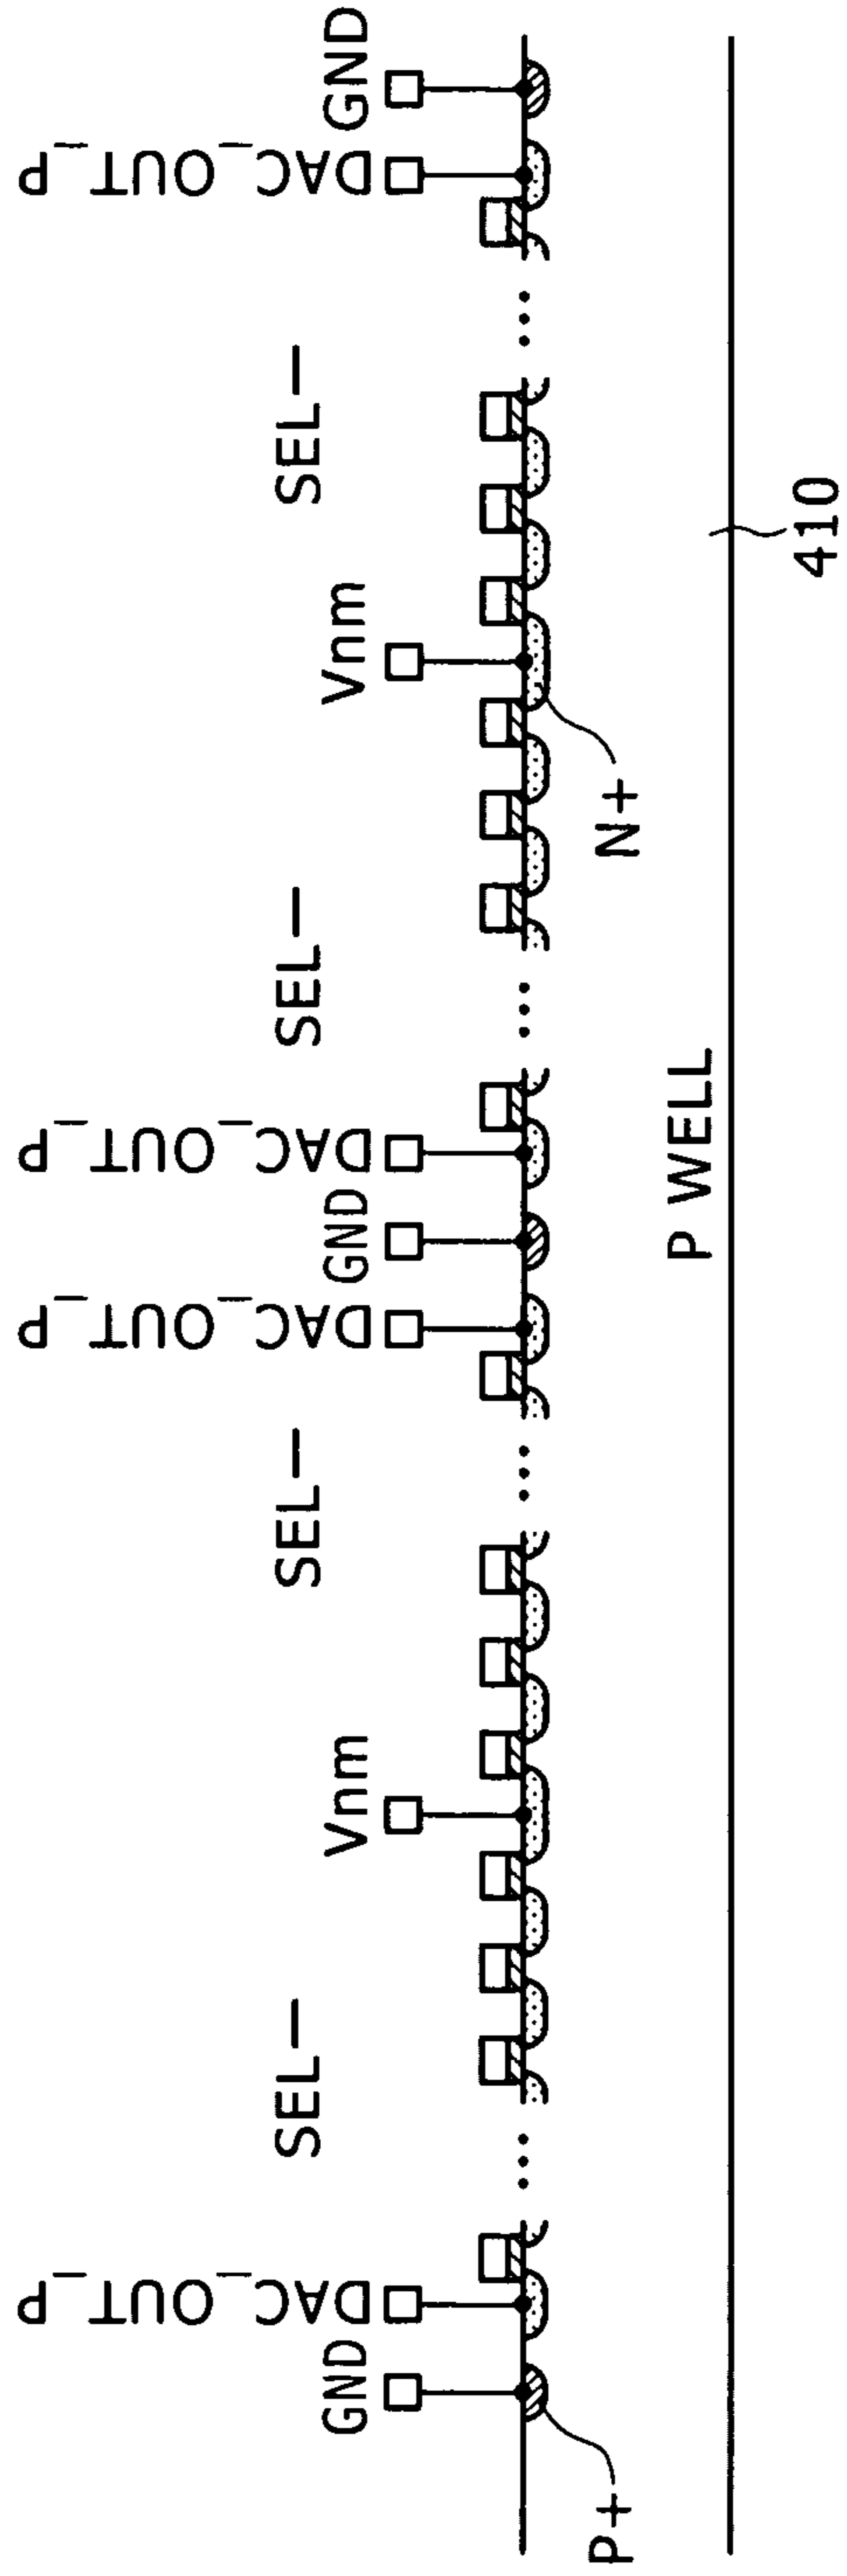 GND
DAC_OUT_P
SEL—
Vnm
SEL—
DAC_OUT_P
GND
DAC_OUT_P
SEL—
Vnm
SEL—
DAC_OUT_P
GND
P+
N+
P WELL
410